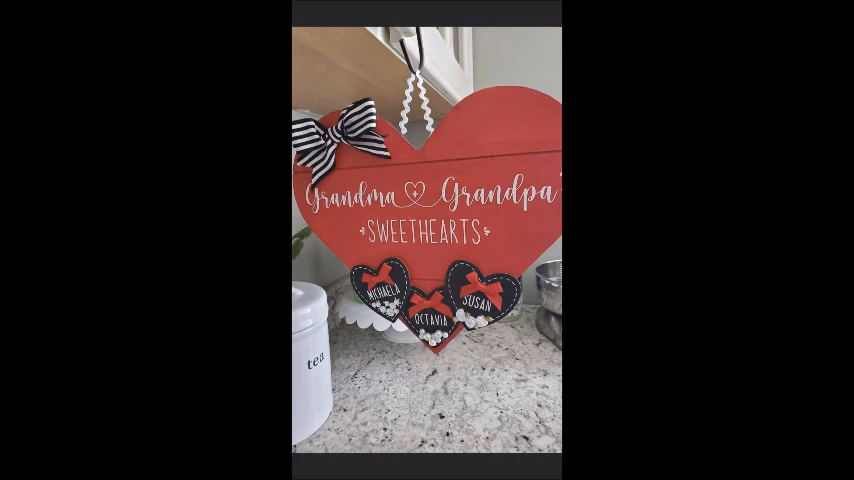 Grandma + Grandpa's
SWEETHEARTS
MICHAELA
OCTAVIA
SUSAN
tea